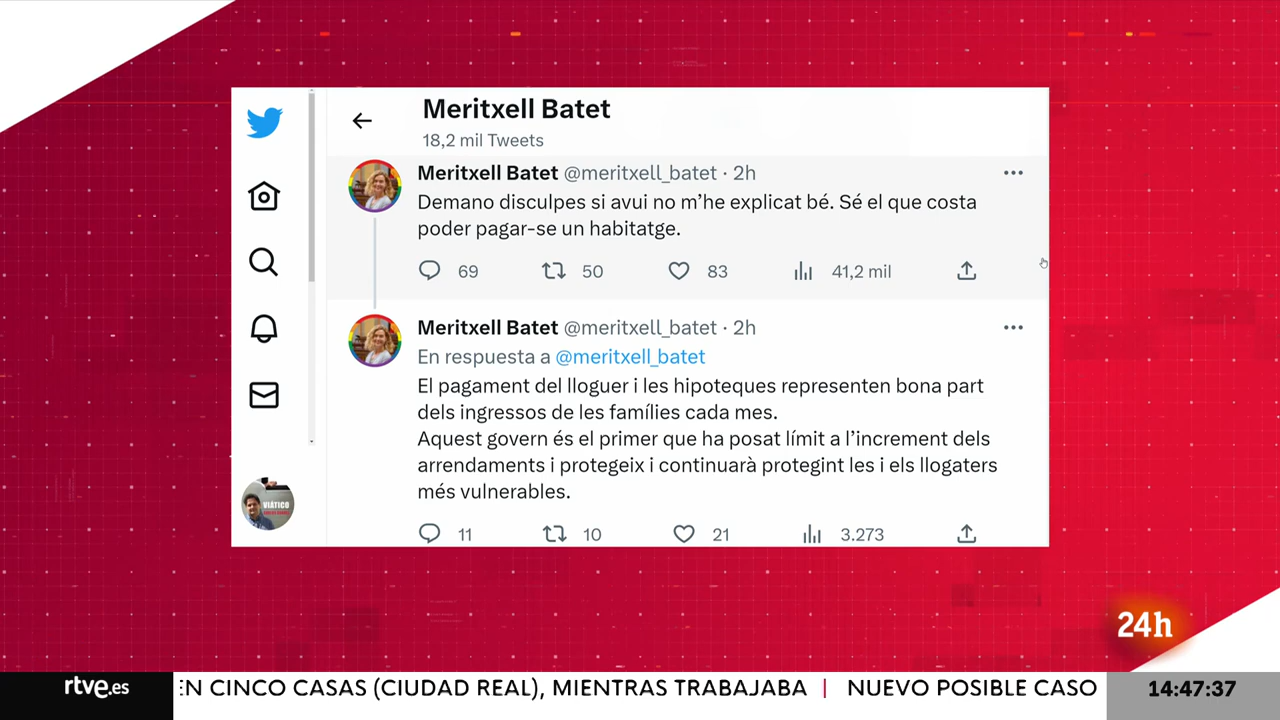 Meritxell Batet
18,2 mil Tweets
Meritxell Batet @meritxell_batet · 2h
Demano disculpes si avui no m’he explicat bé. Sé el que costa
poder pagar-se un habitatge.
69 50 83 41,2 mil
Meritxell Batet @meritxell_batet · 2h
En respuesta a @meritxell_batet
El pagament del lloguer i les hipoteques representen bona part
dels ingressos de les famílies cada mes.
Aquest govern és el primer que ha posat límit a l’increment dels
arrendaments i protegeix i continuarà protegint les i els llogaters
més vulnerables.
11 10 21 3.273
VIÁTICO
24h
rtve.es
EN CINCO CASAS (CIUDAD REAL), MIENTRAS TRABAJABA | NUEVO POSIBLE CASO
14:47:37